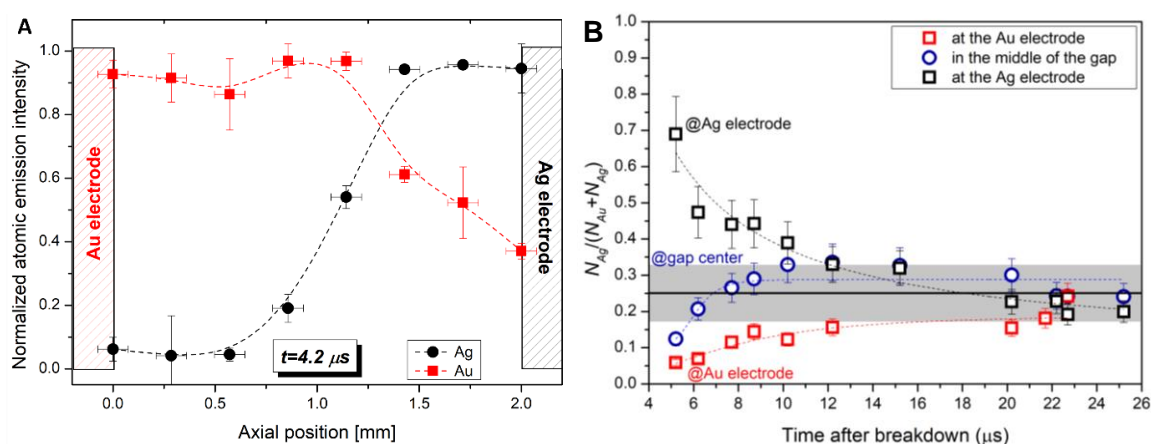 A
Normalized atomic emission intensity
1.0
0.8
0.6
0.4
0.2
0.0
Au electrode
Ag electrode
t=4.2 μs
Ag
Au
0.0 0.5 1.0 1.5 2.0
Axial position [mm]
B
N_Ag/(N_Au+N_Ag)
1.0
0.9
0.8
0.7
0.6
0.5
0.4
0.3
0.2
0.1
0.0
at the Au electrode
in the middle of the gap
at the Ag electrode
@Ag electrode
@gap center
@Au electrode
4 6 8 10 12 14 16 18 20 22 24 26
Time after breakdown (μs)